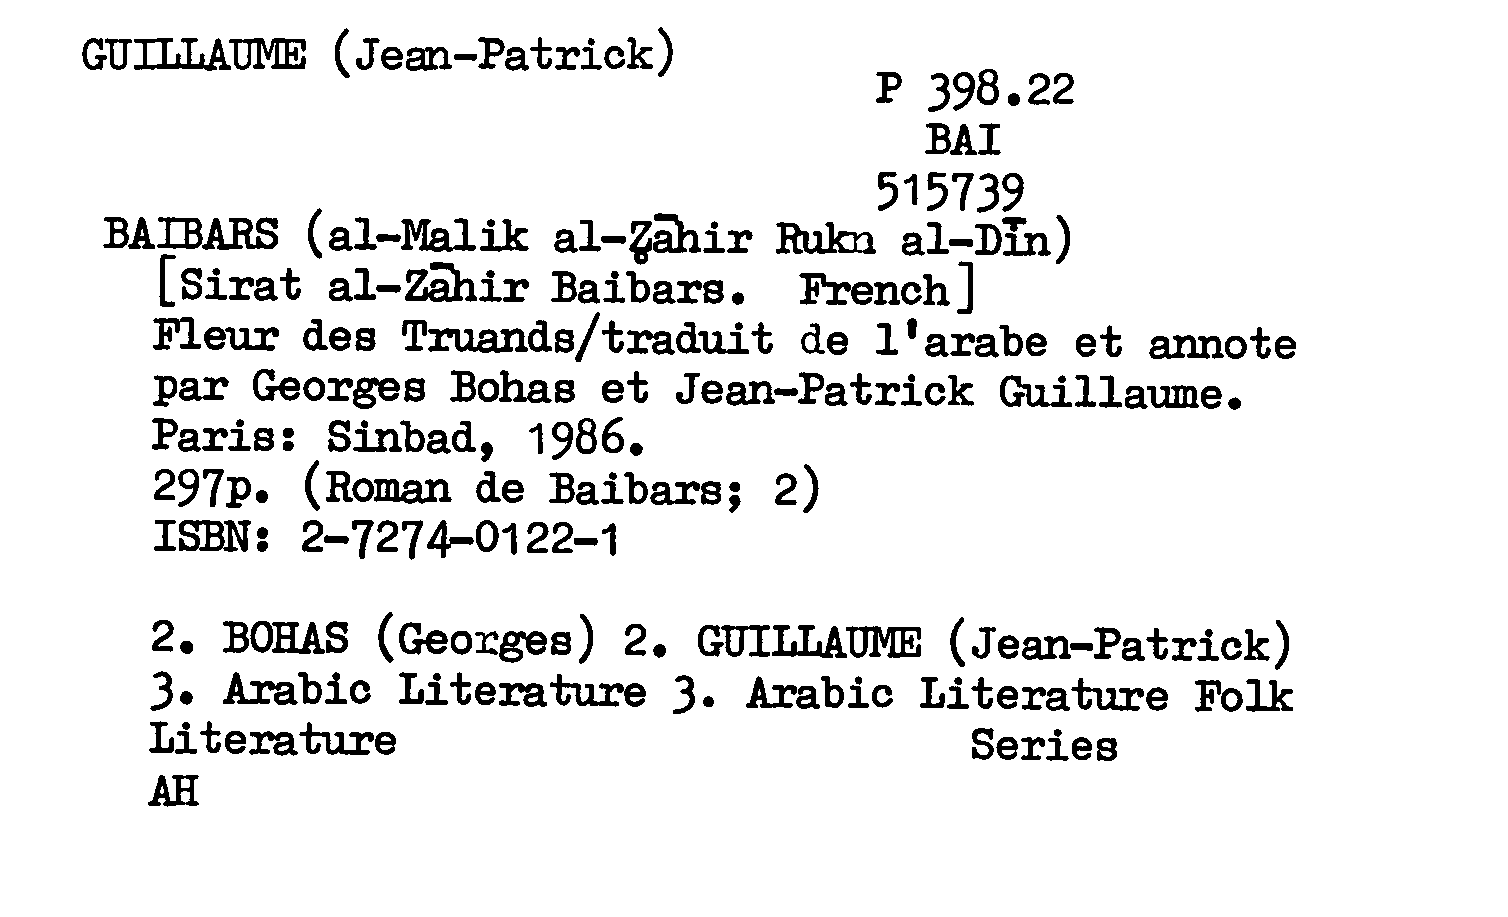 GUILLAUME (Jean-Patrick)
P 398.22
BAI
515739
BAIBARS (al-Malik al-Ẓāhir Rukn al-Dīn)
[Sirat al-Zāhir Baibars. French]
Fleur des Truands/traduit de l'arabe et annote
par Georges Bohas et Jean-Patrick Guillaume.
Paris: Sinbad, 1986.
297p. (Roman de Baibars; 2)
ISBN: 2-7274-0122-1
2. BOHAS (Georges) 2. GUILLAUME (Jean-Patrick)
3. Arabic Literature 3. Arabic Literature Folk
Literature Series
AH